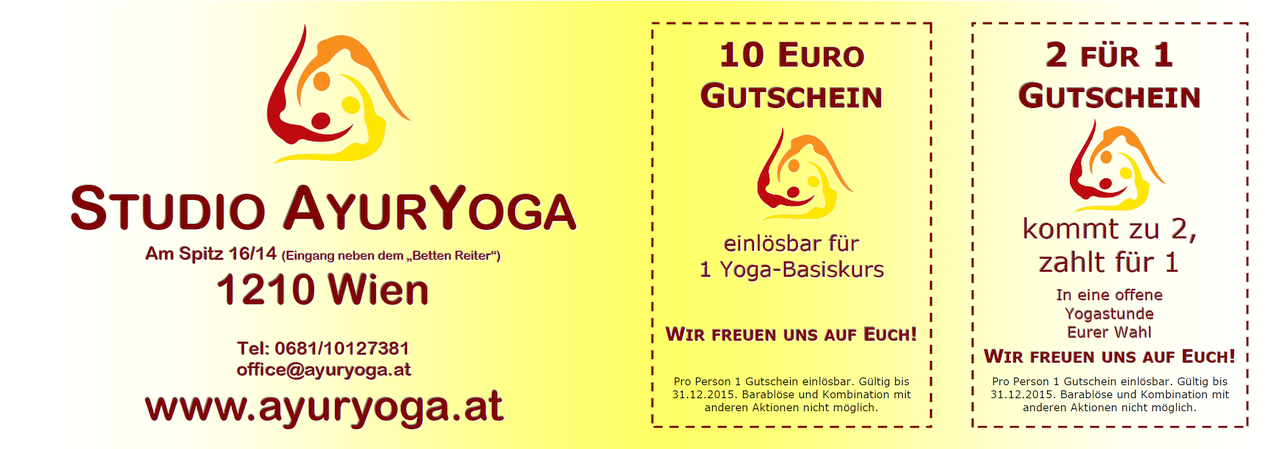 STUDIO AYURYOGA
Am Spitz 16/14 (Eingang neben dem „Betten Reiter“)
1210 Wien
Tel: 0681/10127381
office@ayuryoga.at
www.ayuryoga.at
10 EURO
GUTSCHEIN
einlösbar für
1 Yoga-Basiskurs
WIR FREUEN UNS AUF EUCH!
Pro Person 1 Gutschein einlösbar. Gültig bis
31.12.2015. Barablöse und Kombination mit
anderen Aktionen nicht möglich.
2 FÜR 1
GUTSCHEIN
kommt zu 2,
zahlt für 1
In eine offene
Yogastunde
Eurer Wahl
WIR FREUEN UNS AUF EUCH!
Pro Person 1 Gutschein einlösbar. Gültig bis
31.12.2015. Barablöse und Kombination mit
anderen Aktionen nicht möglich.